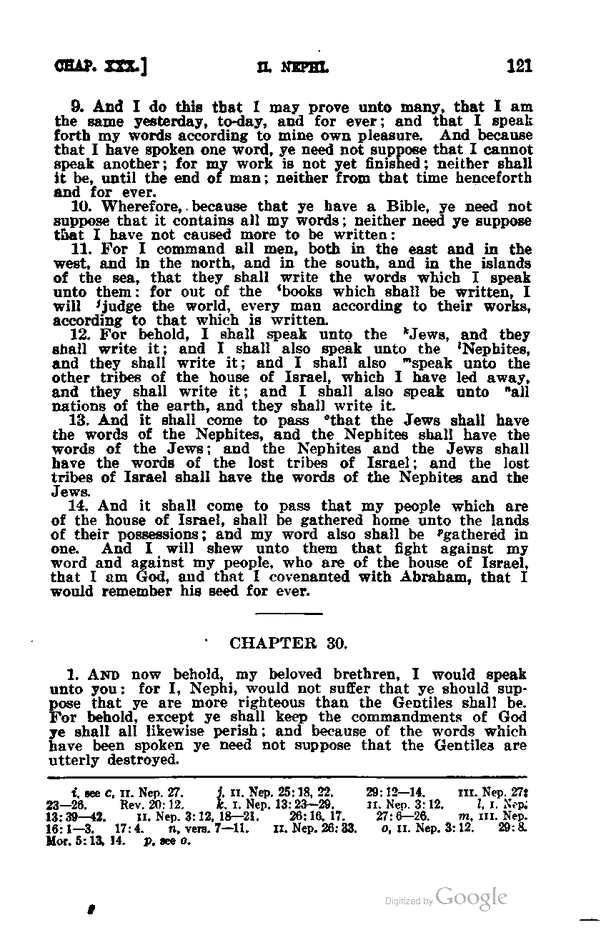 CHAP. XXX.] II. NEPHI. 121
9. And I do this that I may prove unto many, that I am
the same yesterday, to-day, and for ever; and that I speak
forth my words according to mine own pleasure. And because
that I have spoken one word, ye need not suppose that I cannot
speak another; for my work is not yet finished; neither shall
it be, until the end of man; neither from that time henceforth
and for ever.
10. Wherefore, because that ye have a Bible, ye need not
suppose that it contains all my words; neither need ye suppose
that I have not caused more to be written:
11. For I command all men, both in the east and in the
west, and in the north, and in the south, and in the islands
of the sea, that they shall write the words which I speak
unto them: for out of the ⁱbooks which shall be written, I
will ʲjudge the world, every man according to their works,
according to that which is written.
12. For behold, I shall speak unto the ᵏJews, and they
shall write it; and I shall also speak unto the ˡNephites,
and they shall write it; and I shall also ᵐspeak unto the
other tribes of the house of Israel, which I have led away,
and they shall write it; and I shall also speak unto ⁿall
nations of the earth, and they shall write it.
13. And it shall come to pass ᵒthat the Jews shall have
the words of the Nephites, and the Nephites shall have the
words of the Jews; and the Nephites and the Jews shall
have the words of the lost tribes of Israel; and the lost
tribes of Israel shall have the words of the Nephites and the
Jews.
14. And it shall come to pass that my people which are
of the house of Israel, shall be gathered home unto the lands
of their possessions; and my word also shall be ᵖgathered in
one. And I will shew unto them that fight against my
word and against my people, who are of the house of Israel,
that I am God, and that I covenanted with Abraham, that I
would remember his seed for ever.
CHAPTER 30.
1. AND now behold, my beloved brethren, I would speak
unto you: for I, Nephi, would not suffer that ye should sup-
pose that ye are more righteous than the Gentiles shall be.
For behold, except ye shall keep the commandments of God
ye shall all likewise perish; and because of the words which
have been spoken ye need not suppose that the Gentiles are
utterly destroyed.
i, see c, II. Nep. 27. j, II. Nep. 25:18, 22. 29:12—14. III. Nep. 27:
23—26. Rev. 20:12. k, I. Nep. 13:23—29. II. Nep. 3:12. l, I. Nep.
13:39—42. II. Nep. 3:12, 18—21. 26:16, 17. 27:6—26. m, III. Nep.
16:1—3. 17:4. n, vers. 7—11. II. Nep. 26:33. o, II. Nep. 3:12. 29:8.
Mor. 5:13, 14. p, see o.
Digitized by Google